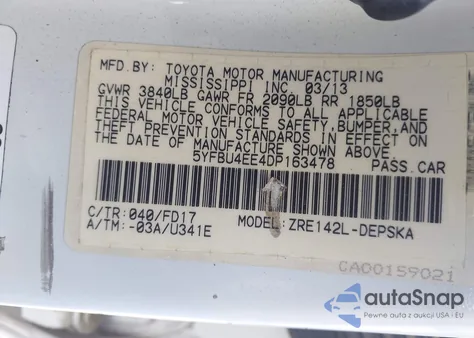 MFD.BY: TOYOTA MOTOR MANUFACTURING
MISSISSIPPI INC. 03/13
GVWR 3840LB GAWR FR 2090LB RR 1850LB
THIS VEHICLE CONFORMS TO ALL APPLICABLE
FEDERAL MOTOR VEHICLE SAFETY,BUMPER,AND
THEFT PREVENTION STANDARDS IN EFFECT ON
THE DATE OF MANUFACTURE SHOWN ABOVE.
5YFBU4EE4DP163478 PASS.CAR
C/TR:040/FD17 MODEL:ZRE142L-DEPSKA
A/TM:-03A/U341E
CA00159021
autoSnap
Pewne auta z aukcji USA i EU